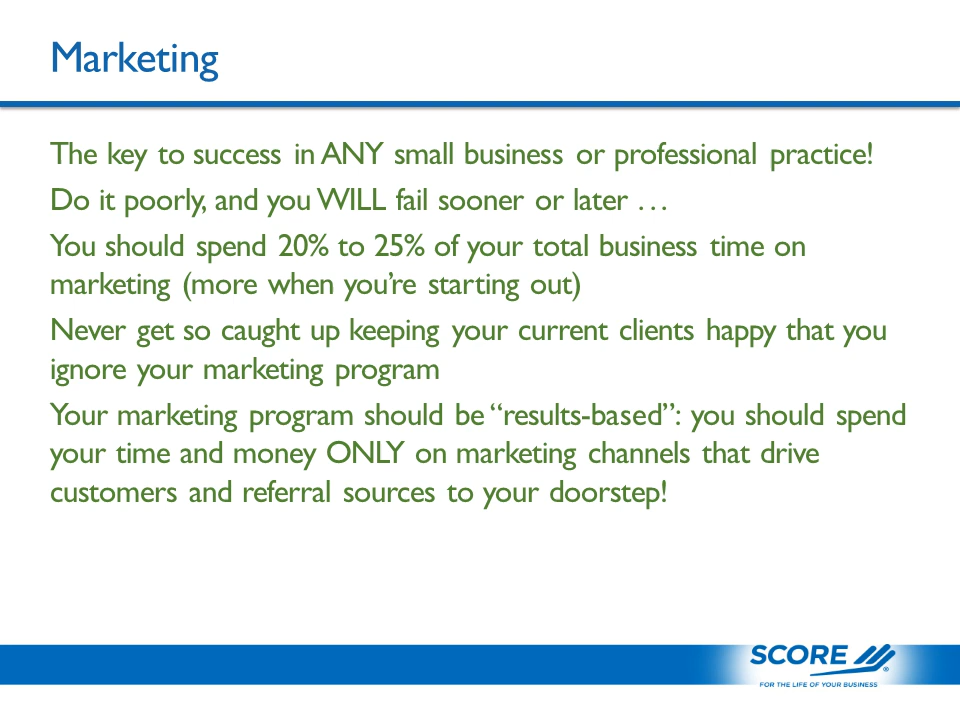 Marketing
The key to success in ANY small business or professional practice!
Do it poorly, and you WILL fail sooner or later . . .
You should spend 20% to 25% of your total business time on
marketing (more when you’re starting out)
Never get so caught up keeping your current clients happy that you
ignore your marketing program
Your marketing program should be “results-based”: you should spend
your time and money ONLY on marketing channels that drive
customers and referral sources to your doorstep!
SCORE ®
FOR THE LIFE OF YOUR BUSINESS